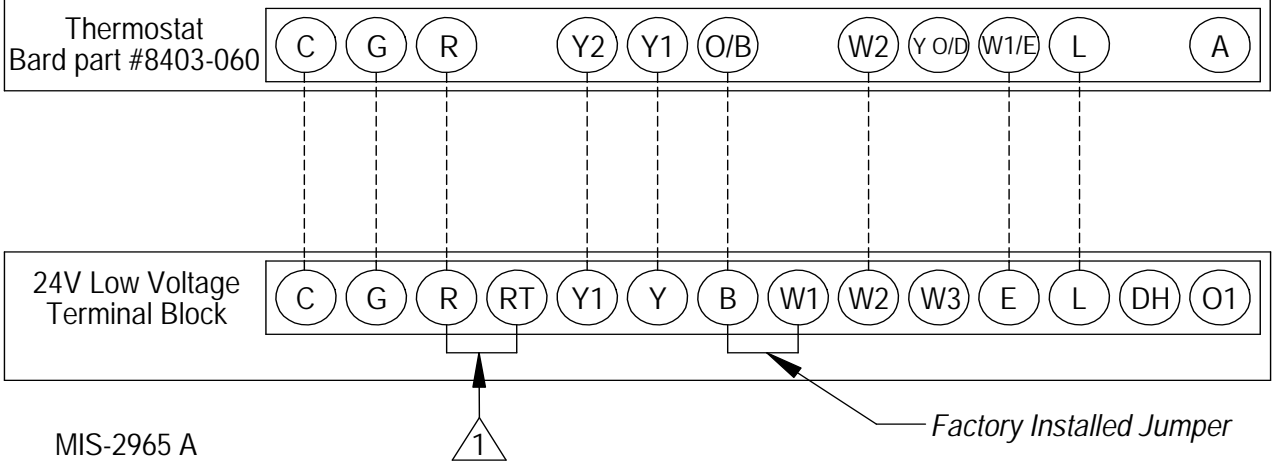 Thermostat
Bard part #8403-060
C G R Y2 Y1 O/B W2 Y O/D W1/E L A
24V Low Voltage
Terminal Block
C G R RT Y1 Y B W1 W2 W3 E L DH O1
Factory Installed Jumper
MIS-2965 A
1